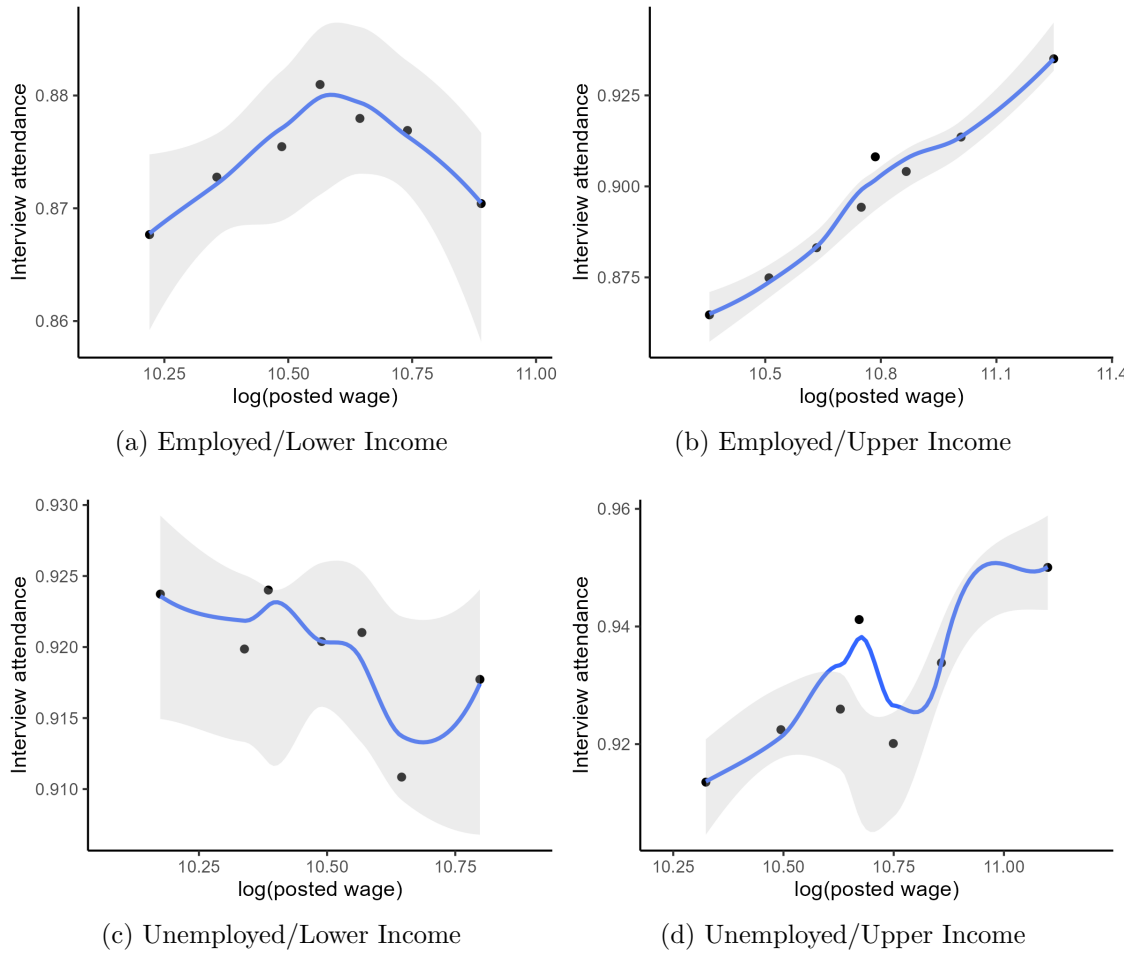 Interview attendance
0.88
0.87
0.86
10.25 10.50 10.75 11.00
log(posted wage)
(a) Employed/Lower Income
Interview attendance
0.925
0.900
0.875
10.5 10.8 11.1 11.4
log(posted wage)
(b) Employed/Upper Income
Interview attendance
0.930
0.925
0.920
0.915
0.910
10.25 10.50 10.75
log(posted wage)
(c) Unemployed/Lower Income
Interview attendance
0.96
0.94
0.92
10.25 10.50 10.75 11.00
log(posted wage)
(d) Unemployed/Upper Income